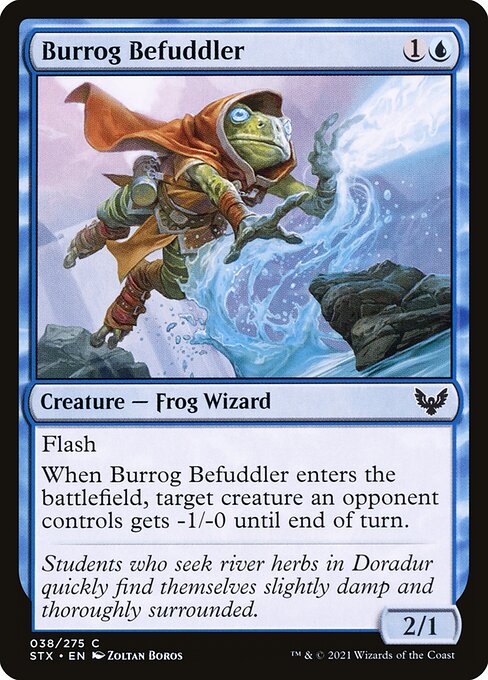 Burrog Befuddler 1
Creature — Frog Wizard
Flash
When Burrog Befuddler enters the
battlefield, target creature an opponent
controls gets -1/-0 until end of turn.
Students who seek river herbs in Doradur
quickly find themselves slightly damp and
thoroughly surrounded.
2/1
038/275 C
STX • EN Zoltan Boros
™ & © 2021 Wizards of the Coast